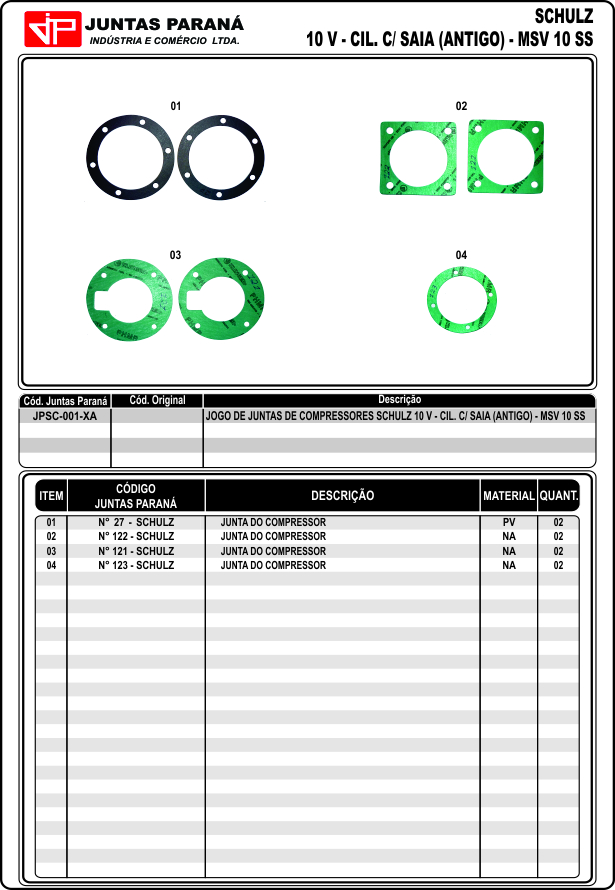 JP
JUNTAS PARANÁ
INDÚSTRIA E COMÉRCIO LTDA.
SCHULZ
10 V - CIL. C/ SAIA (ANTIGO) - MSV 10 SS
01
02
03
04
Cód. Juntas Paraná Cód. Original Descrição
JPSC-001-XA JOGO DE JUNTAS DE COMPRESSORES SCHULZ 10 V - CIL. C/ SAIA (ANTIGO) - MSV 10 SS
ITEM CÓDIGO JUNTAS PARANÁ DESCRIÇÃO MATERIAL QUANT.
01 N° 27 - SCHULZ JUNTA DO COMPRESSOR PV 02
02 N° 122 - SCHULZ JUNTA DO COMPRESSOR NA 02
03 N° 121 - SCHULZ JUNTA DO COMPRESSOR NA 02
04 N° 123 - SCHULZ JUNTA DO COMPRESSOR NA 02